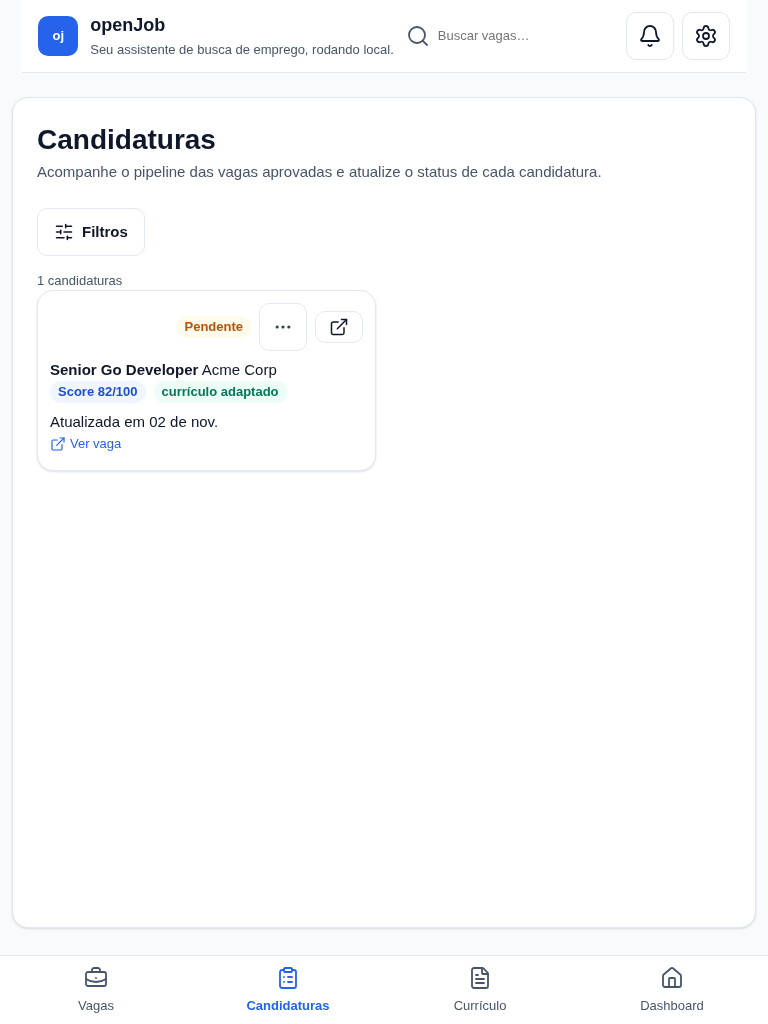 oj
openJob
Seu assistente de busca de emprego, rodando local.
Buscar vagas…
Candidaturas
Acompanhe o pipeline das vagas aprovadas e atualize o status de cada candidatura.
Filtros
1 candidaturas
Pendente
Senior Go Developer Acme Corp
Score 82/100 currículo adaptado
Atualizada em 02 de nov.
Ver vaga
Vagas Candidaturas Currículo Dashboard